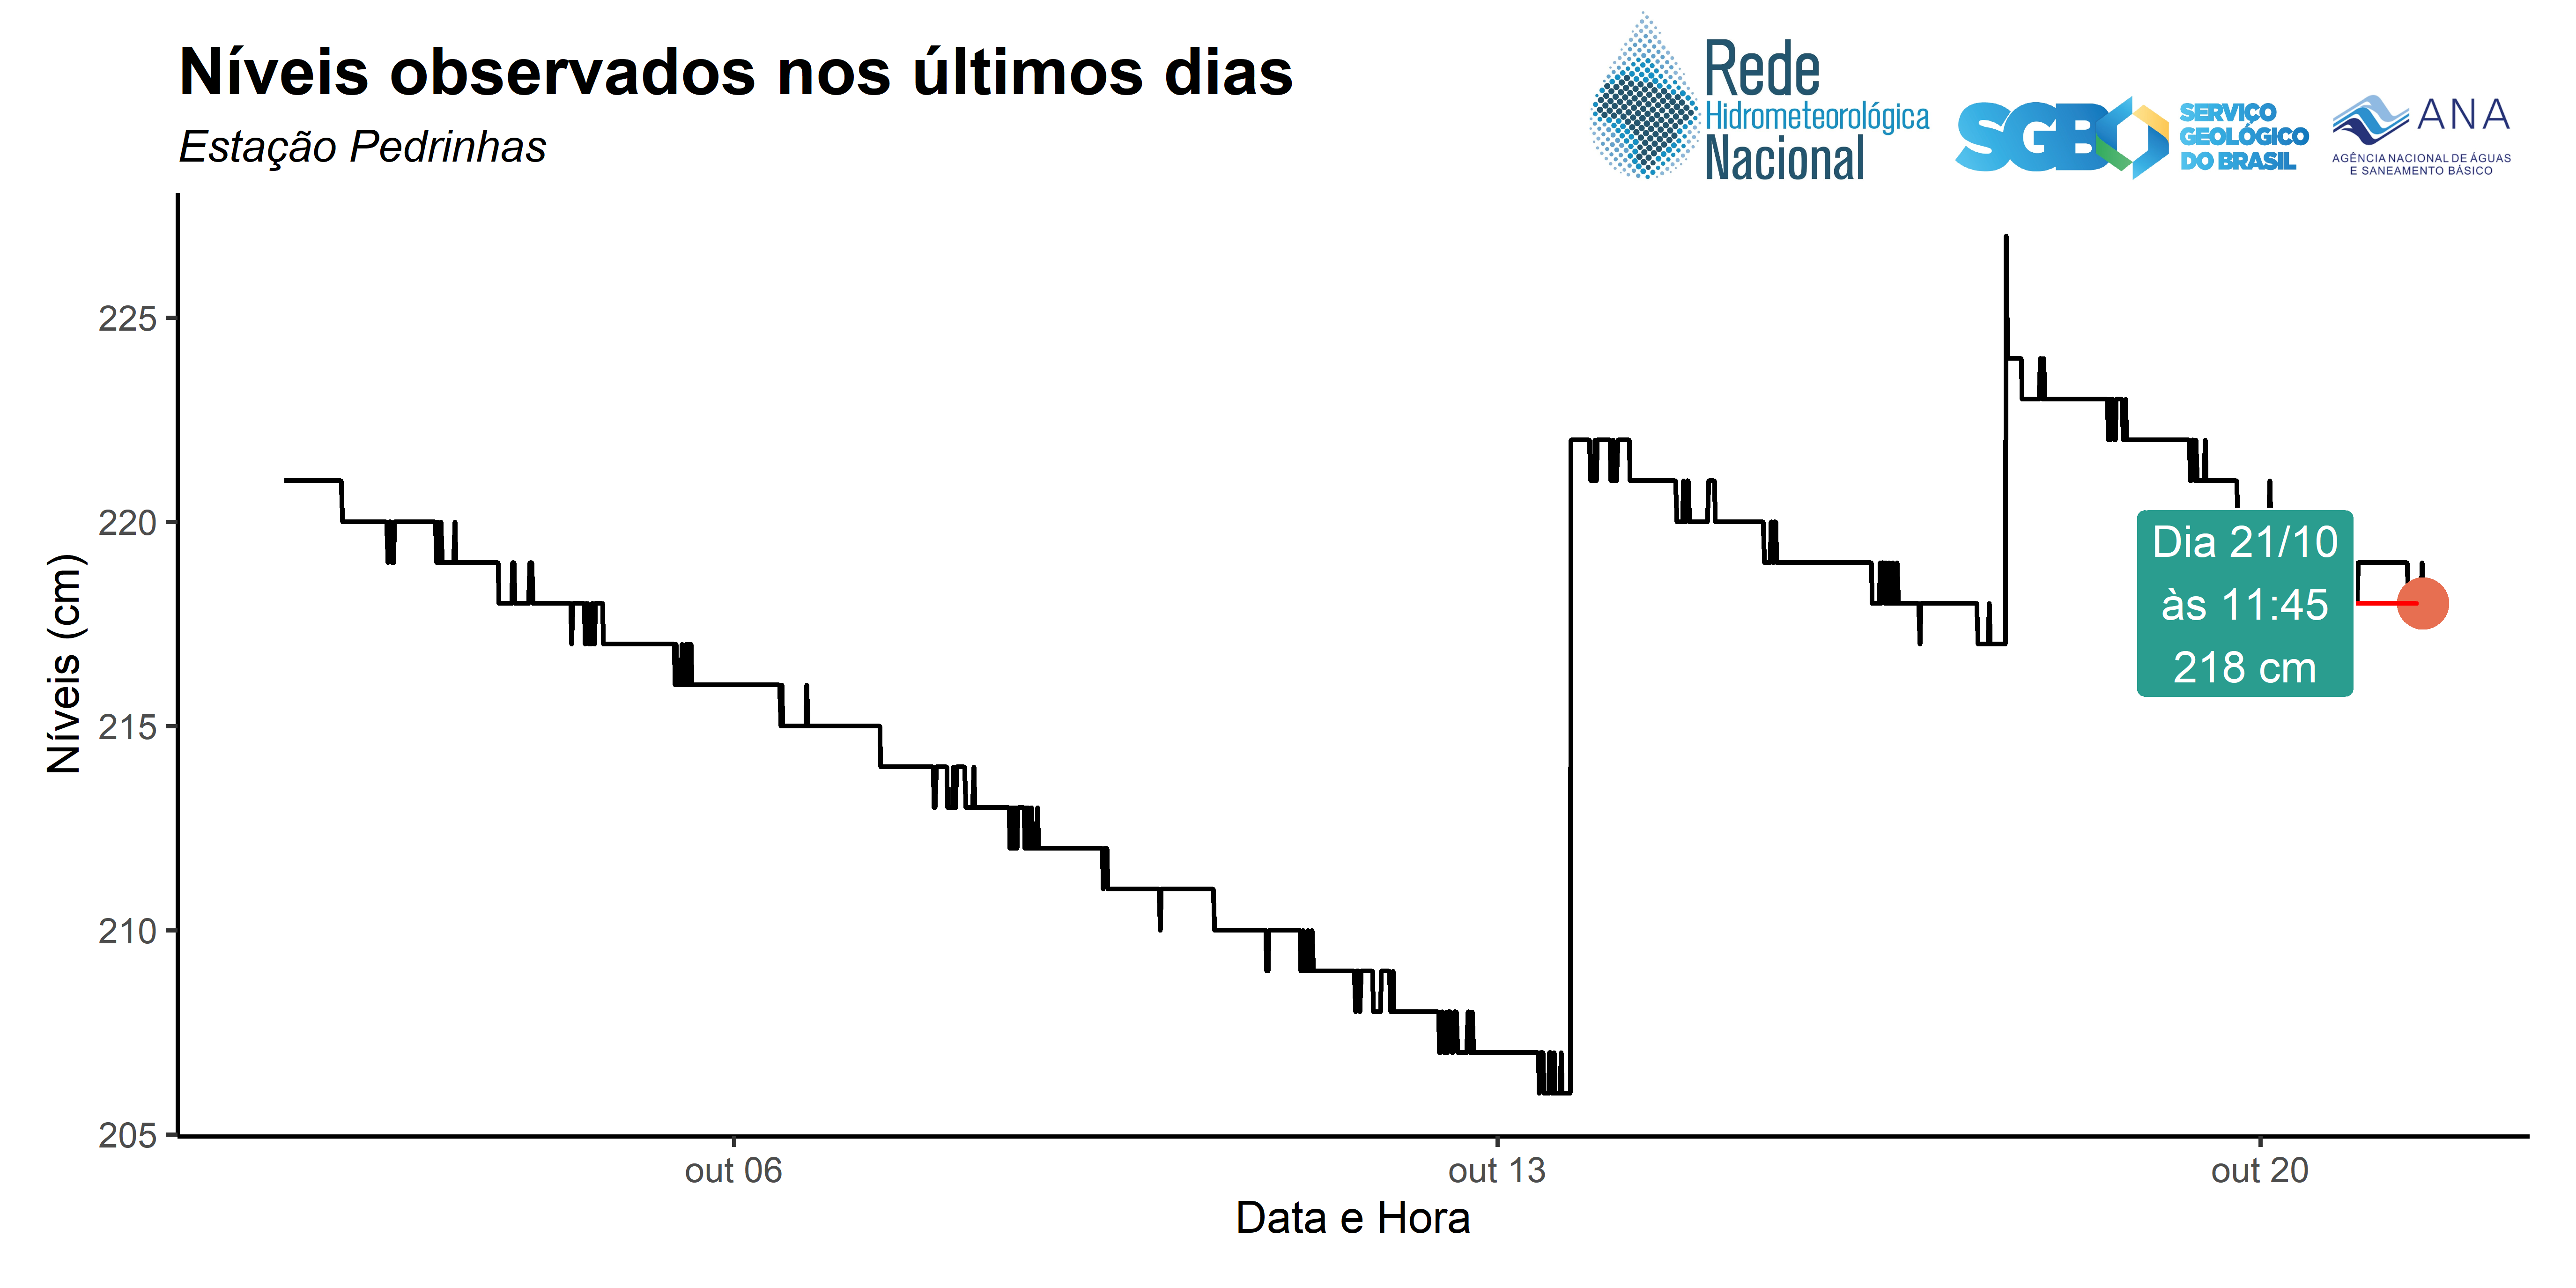 Níveis observados nos últimos dias
Estação Pedrinhas
Rede
Hidrometeorológica
Nacional
SGB
SERVIÇO
GEOLÓGICO
DO BRASIL
ANA
AGÊNCIA NACIONAL DE ÁGUAS
E SANEAMENTO BÁSICO
Níveis (cm)
225
220
215
210
205
Dia 21/10
às 11:45
218 cm
out 06
out 13
out 20
Data e Hora